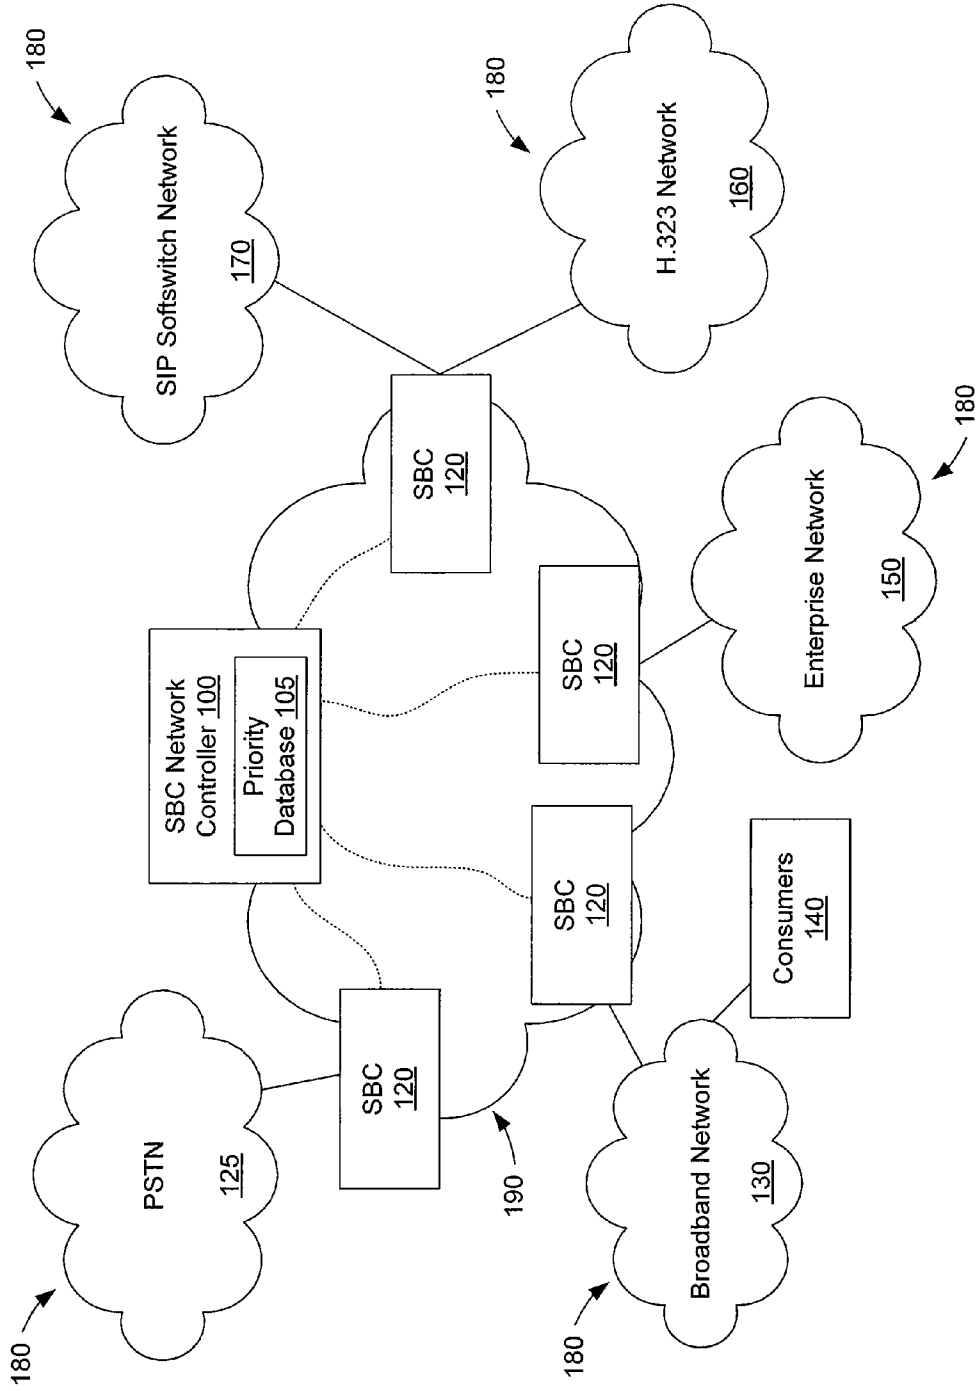 180
PSTN
125
SBC Network
Controller 100
Priority
Database 105
SIP Softswitch Network
170
180
SBC
120
SBC
120
190
180
Broadband Network
130
SBC
120
SBC
120
H.323 Network
160
180
Consumers
140
Enterprise Network
150
180